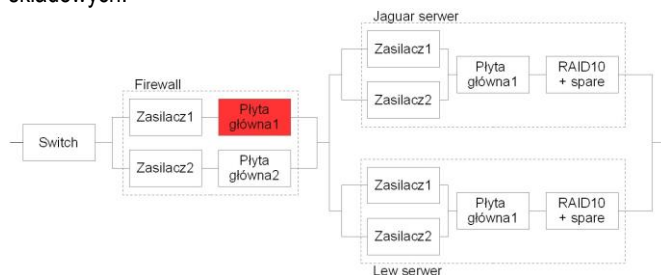 składowych.
Jaguar serwer
Zasilacz1
Zasilacz2
Płyta
główna1
RAID10
+ spare
Firewall
Zasilacz1
Płyta
główna1
Switch
Zasilacz2
Płyta
główna2
Zasilacz1
Zasilacz2
Płyta
główna1
RAID10
+ spare
Lew serwer